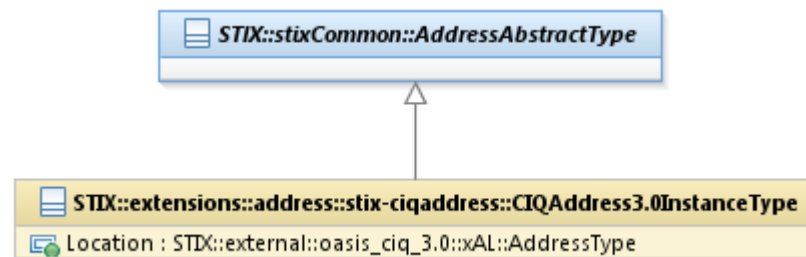 STIX::stixCommon::AddressAbstractType
STIX::extensions::address::stix-ciqaddress::CIQAddress3.0InstanceType
Location : STIX::external::oasis_ciq_3.0::xAL::AddressType